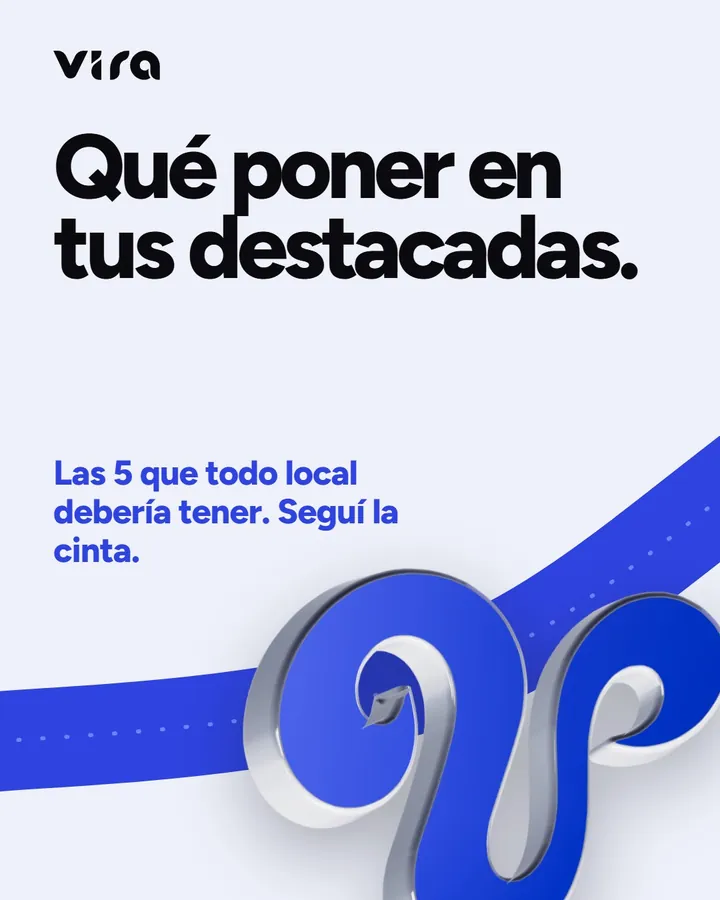 vira
Qué poner en
tus destacadas.
Las 5 que todo local
debería tener. Seguí la
cinta.